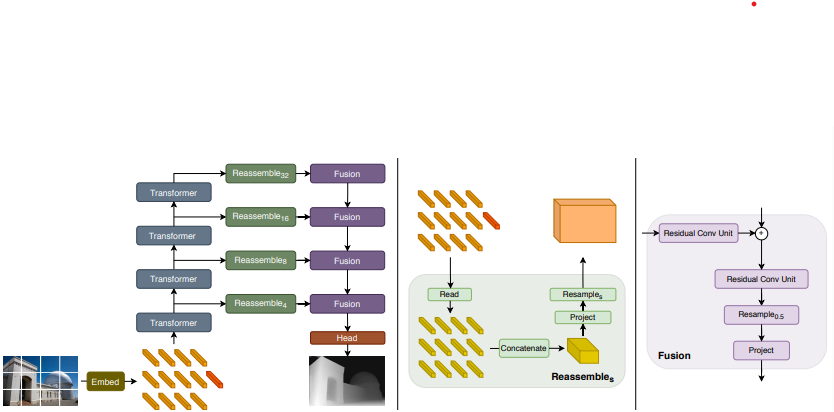 Reassemble32
Fusion
Transformer
Reassemble16
Fusion
Transformer
Reassemble8
Fusion
Transformer
Reassemble4
Fusion
Transformer
Head
Embed
Read
Resamples
Project
Concatenate
Reassembles
Residual Conv Unit
+
Residual Conv Unit
Resample0.5
Project
Fusion